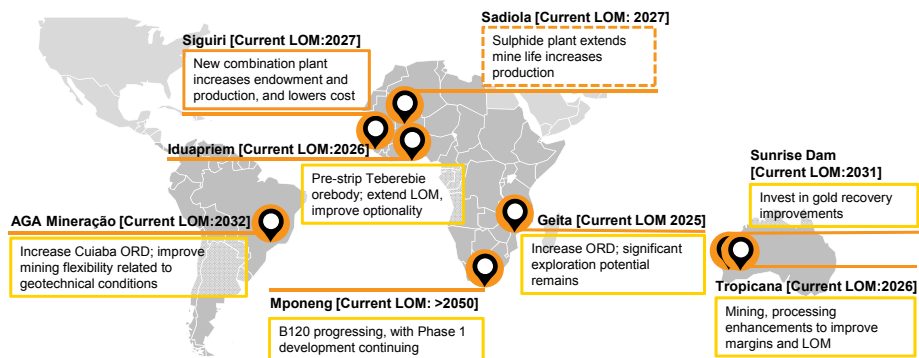 Sadiola [Current LOM: 2027]
Sulphide plant extends
mine life increases
production
Siguiri [Current LOM:2027]
New combination plant
increases endowment and
production, and lowers cost
Iduapriem [Current LOM:2026]
Pre-strip Teberebie
orebody; extend LOM,
improve optionality
Sunrise Dam
[Current LOM:2031]
Invest in gold recovery
improvements
AGA Mineração [Current LOM:2032]
Increase Cuiaba ORD; improve
mining flexibility related to
geotechnical conditions
Geita [Current LOM 2025]
Increase ORD; significant
exploration potential
remains
Tropicana [Current LOM:2026]
Mining, processing
enhancements to improve
margins and LOM
Mponeng [Current LOM: >2050]
B120 progressing, with Phase 1
development continuing